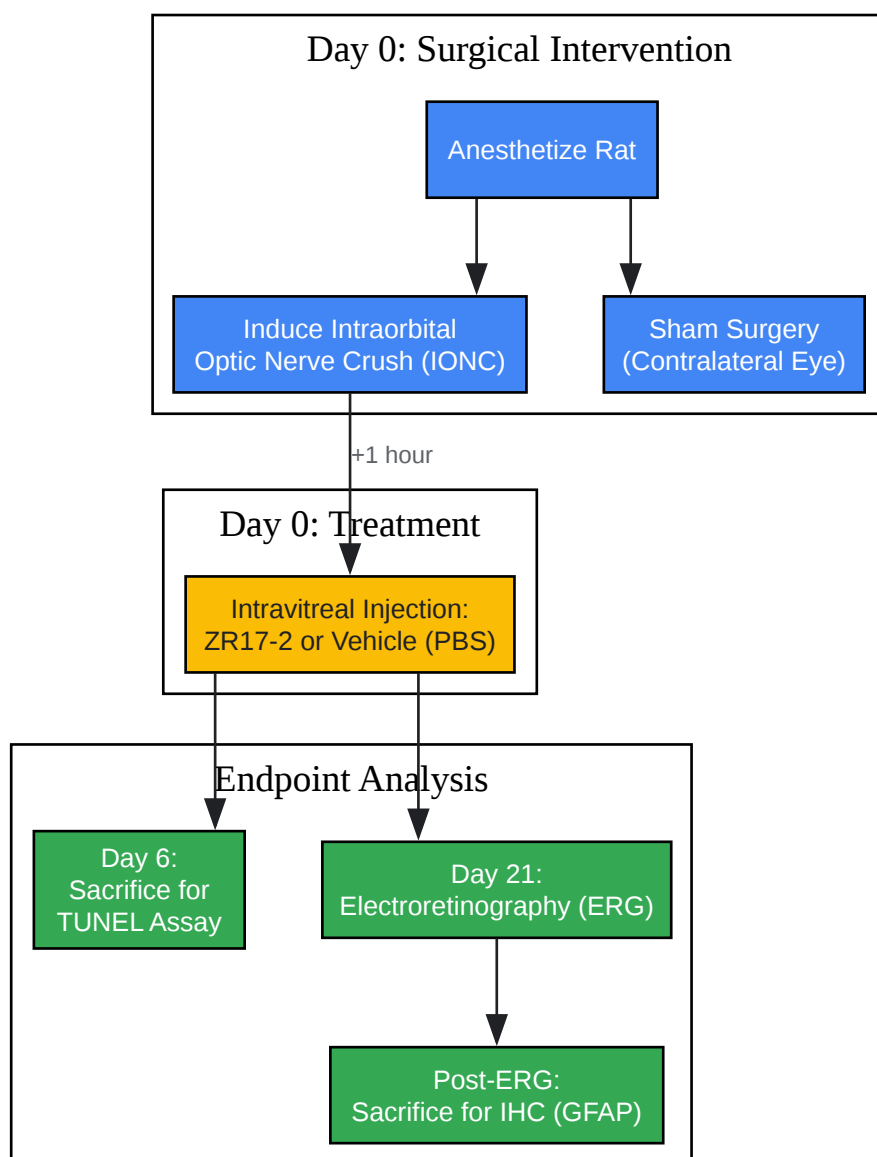 Day 0: Surgical Intervention
Anesthetize Rat
Induce Intraorbital
Optic Nerve Crush (IONC)
Sham Surgery
(Contralateral Eye)
+1 hour
Day 0: Treatment
Intravitreal Injection:
ZR17-2 or Vehicle (PBS)
Endpoint Analysis
Day 6:
Sacrifice for
TUNEL Assay
Day 21:
Electroretinography (ERG)
Post-ERG:
Sacrifice for IHC (GFAP)